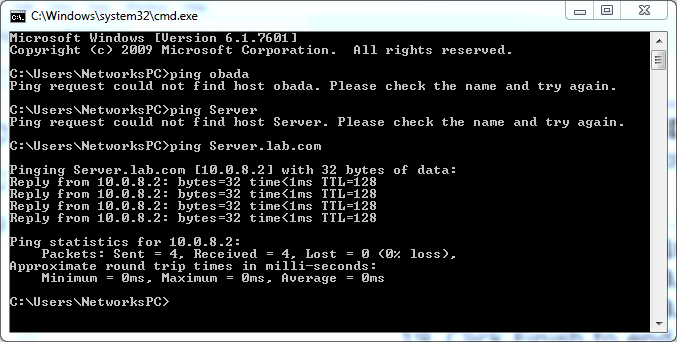 C:\Windows\system32\cmd.exe
Microsoft Windows [Version 6.1.7601]
Copyright (c) 2009 Microsoft Corporation.  All rights reserved.
C:\Users\NetworksPC>ping obada
Ping request could not find host obada. Please check the name and try again.
C:\Users\NetworksPC>ping Server
Ping request could not find host Server. Please check the name and try again.
C:\Users\NetworksPC>ping Server.lab.com
Pinging Server.lab.com [10.0.8.2] with 32 bytes of data:
Reply from 10.0.8.2: bytes=32 time<1ms TTL=128
Reply from 10.0.8.2: bytes=32 time<1ms TTL=128
Reply from 10.0.8.2: bytes=32 time<1ms TTL=128
Reply from 10.0.8.2: bytes=32 time<1ms TTL=128
Ping statistics for 10.0.8.2:
    Packets: Sent = 4, Received = 4, Lost = 0 (0% loss),
Approximate round trip times in milli-seconds:
    Minimum = 0ms, Maximum = 0ms, Average = 0ms
C:\Users\NetworksPC>